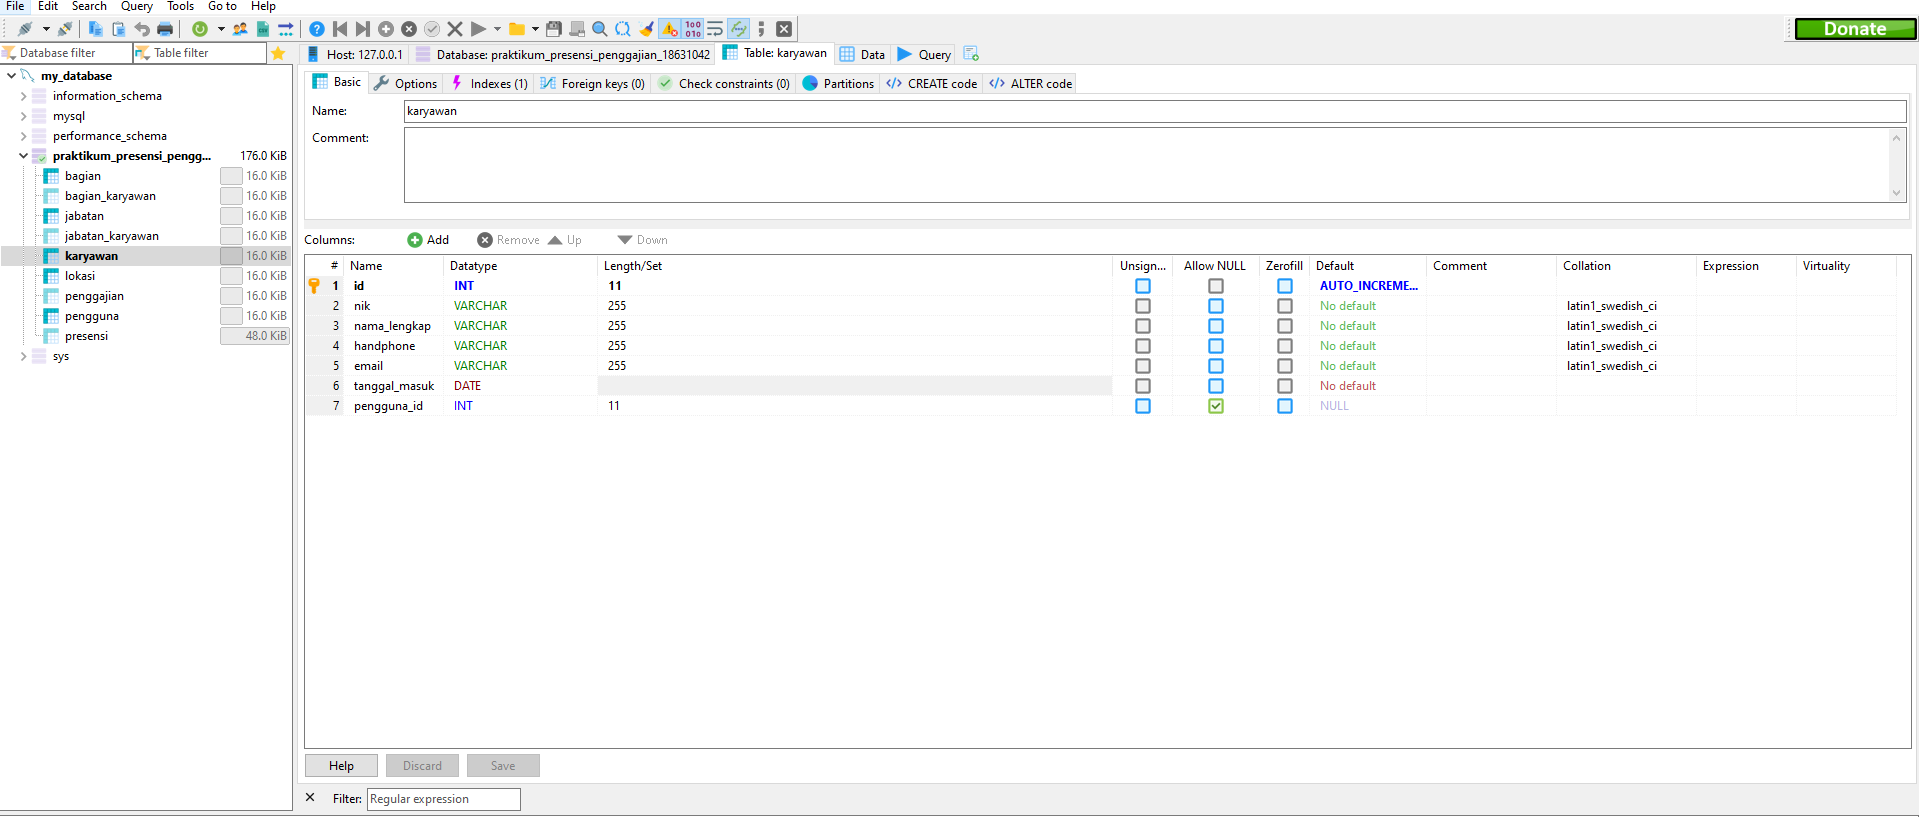 File Edit Search Query Tools Go to Help
Donate
Database filter Table filter
Host: 127.0.0.1 Database: praktikum_presensi_penggajian_18631042 Table: karyawan Data Query
my_database
information_schema
mysql
performance_schema
praktikum_presensi_pengg... 176.0 KiB
bagian 16.0 KiB
bagian_karyawan 16.0 KiB
jabatan 16.0 KiB
jabatan_karyawan 16.0 KiB
karyawan 16.0 KiB
lokasi 16.0 KiB
penggajian 16.0 KiB
pengguna 16.0 KiB
presensi 48.0 KiB
sys
Basic Options Indexes (1) Foreign keys (0) Check constraints (0) Partitions CREATE code ALTER code
Name: karyawan
Comment:
Columns: Add Remove Up Down
# Name Datatype Length/Set Unsign... Allow NULL Zerofill Default Comment Collation Expression Virtuality
1 id INT 11 AUTO_INCREME...
2 nik VARCHAR 255 No default latin1_swedish_ci
3 nama_lengkap VARCHAR 255 No default latin1_swedish_ci
4 handphone VARCHAR 255 No default latin1_swedish_ci
5 email VARCHAR 255 No default latin1_swedish_ci
6 tanggal_masuk DATE No default
7 pengguna_id INT 11 NULL
Help Discard Save
Filter: Regular expression